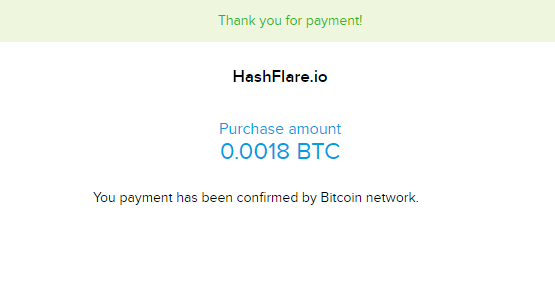 Thank you for payment!
HashFlare.io
Purchase amount
0.0018 BTC
You payment has been confirmed by Bitcoin network.